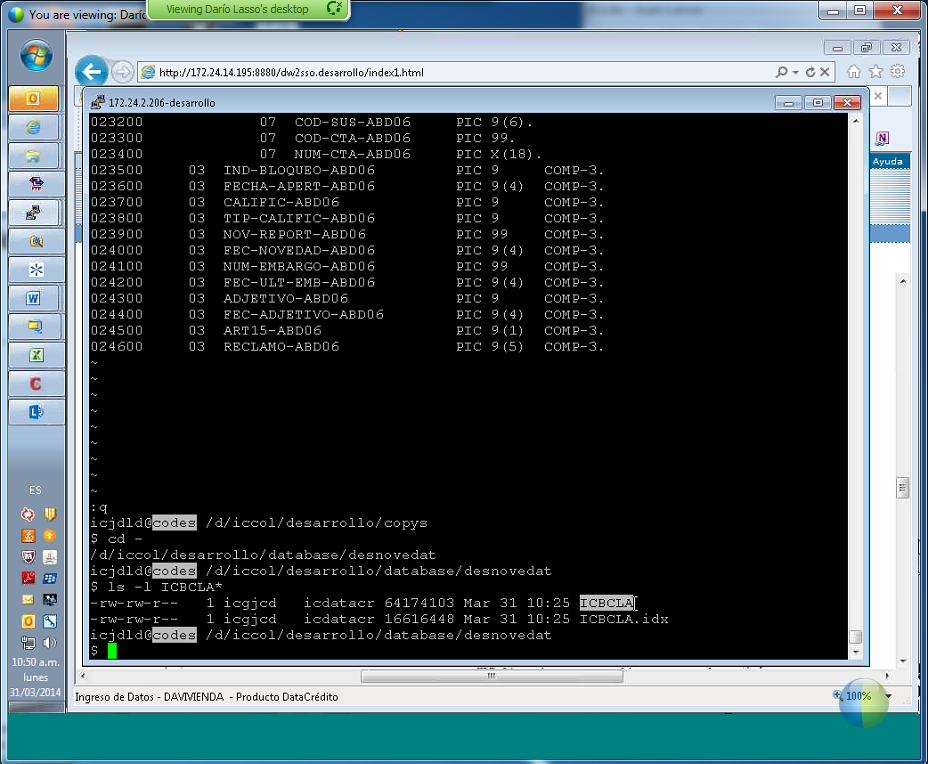 You are viewing: Darío
Viewing Darío Lasso's desktop
http://172.24.14.195:8880/dw2sso.desarrollo/index1.html
172.24.2.206-desarrollo
Ayuda
023200 07 COD-SUS-ABD06 PIC 9(6).
023300 07 COD-CTA-ABD06 PIC 99.
023400 07 NUM-CTA-ABD06 PIC X(18).
023500 03 IND-BLOQUEO-ABD06 PIC 9 COMP-3.
023600 03 FECHA-APERT-ABD06 PIC 9(4) COMP-3.
023700 03 CALIFIC-ABD06 PIC 9 COMP-3.
023800 03 TIP-CALIFIC-ABD06 PIC 9 COMP-3.
023900 03 NOV-REPORT-ABD06 PIC 99 COMP-3.
024000 03 FEC-NOVEDAD-ABD06 PIC 9(4) COMP-3.
024100 03 NUM-EMBARGO-ABD06 PIC 99 COMP-3.
024200 03 FEC-ULT-EMB-ABD06 PIC 9(4) COMP-3.
024300 03 ADJETIVO-ABD06 PIC 9 COMP-3.
024400 03 FEC-ADJETIVO-ABD06 PIC 9(4) COMP-3.
024500 03 ART15-ABD06 PIC 9(1) COMP-3.
024600 03 RECLAMO-ABD06 PIC 9(5) COMP-3.
~
~
~
~
~
~
~
~
~
:q
icjdld@codes /d/iccol/desarrollo/copys
$ cd -
/d/iccol/desarrollo/database/desnovedat
icjdld@codes /d/iccol/desarrollo/database/desnovedat
$ ls -l ICBCLA*
-rw-rw-r-- 1 icgjcd icdatacr 64174103 Mar 31 10:25 ICBCLA
-rw-rw-r-- 1 icgjcd icdatacr 16616448 Mar 31 10:25 ICBCLA.idx
icjdld@codes /d/iccol/desarrollo/database/desnovedat
$
ES
10:50 a.m.
lunes
31/03/2014
Ingreso de Datos - DAVIVIENDA - Producto DataCrédito
100%